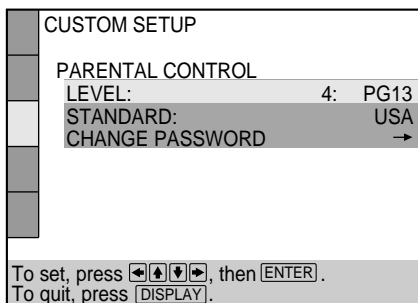 CUSTOM SETUP
PARENTAL CONTROL
LEVEL: 4: PG13
STANDARD: USA
CHANGE PASSWORD →
To set, press ←↑↓→, then ENTER.
To quit, press DISPLAY.